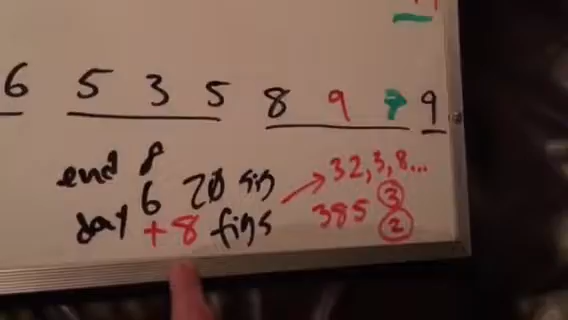 6 5 3 5 8 9 7 9
end 8
6 20 sig → 32,3,8...
day +8 figs 385 3
2